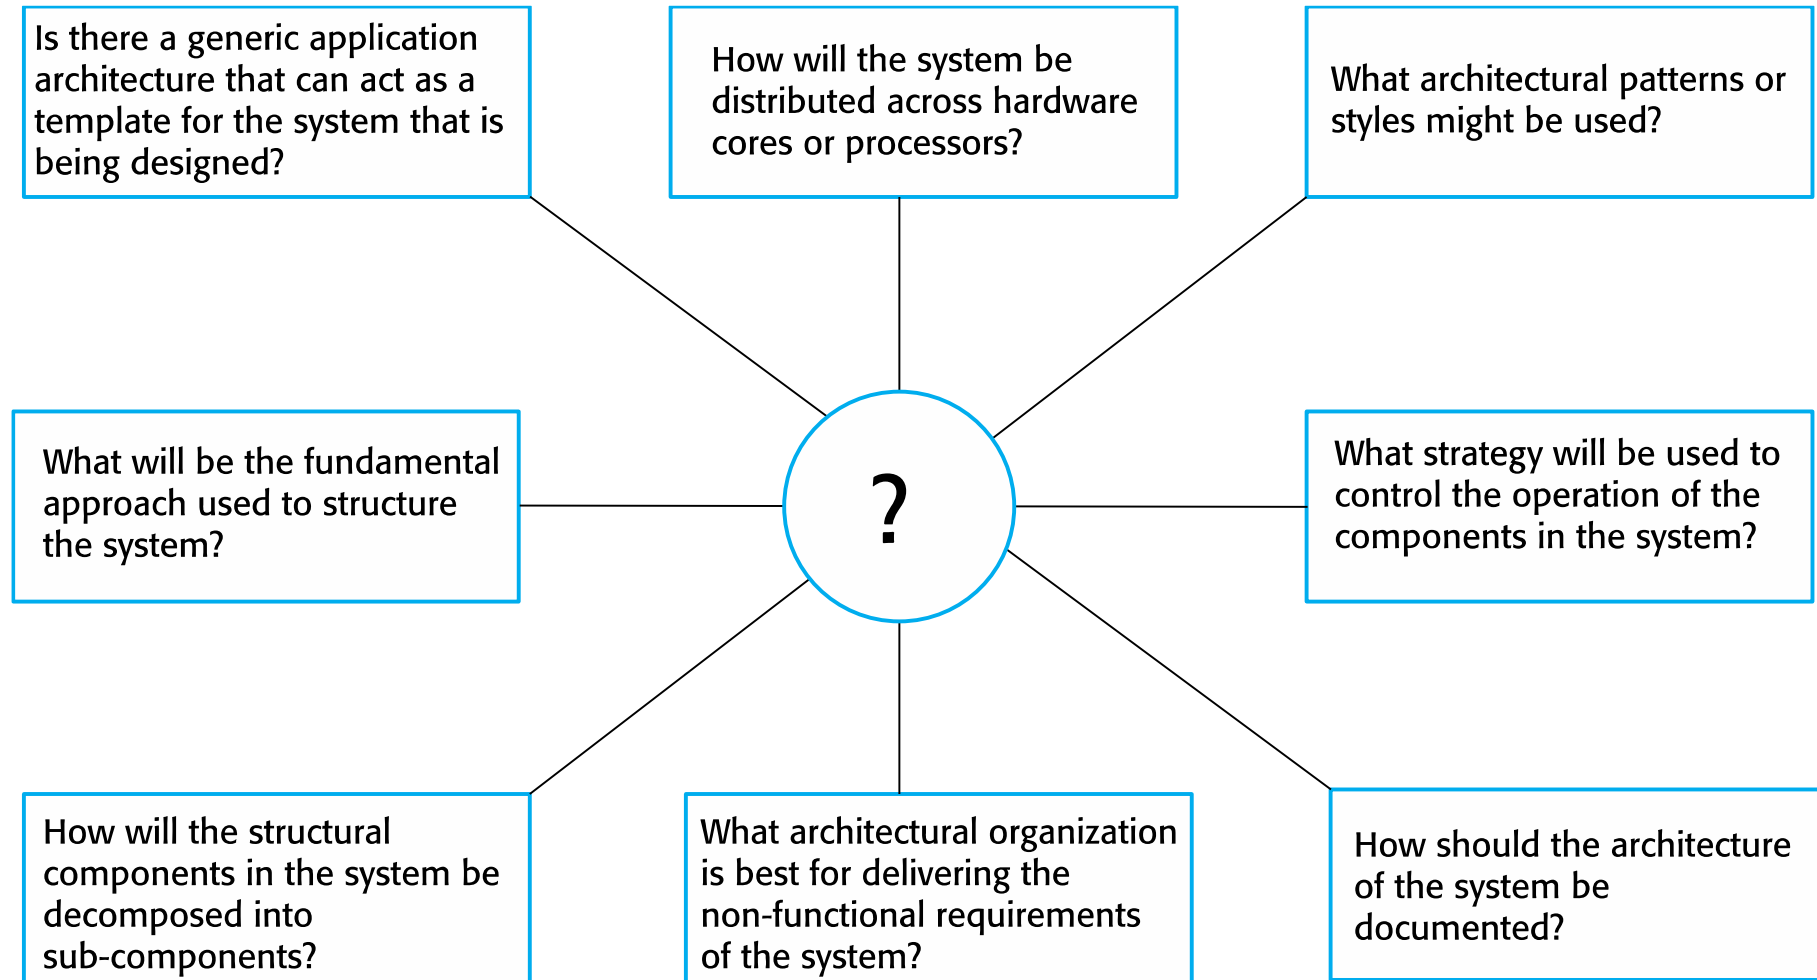 Is there a generic application
architecture that can act as a
template for the system that is
being designed?
How will the system be
distributed across hardware
cores or processors?
What architectural patterns or
styles might be used?
What will be the fundamental
approach used to structure
the system?
?
What strategy will be used to
control the operation of the
components in the system?
How will the structural
components in the system be
decomposed into
sub-components?
What architectural organization
is best for delivering the
non-functional requirements
of the system?
How should the architecture
of the system be
documented?